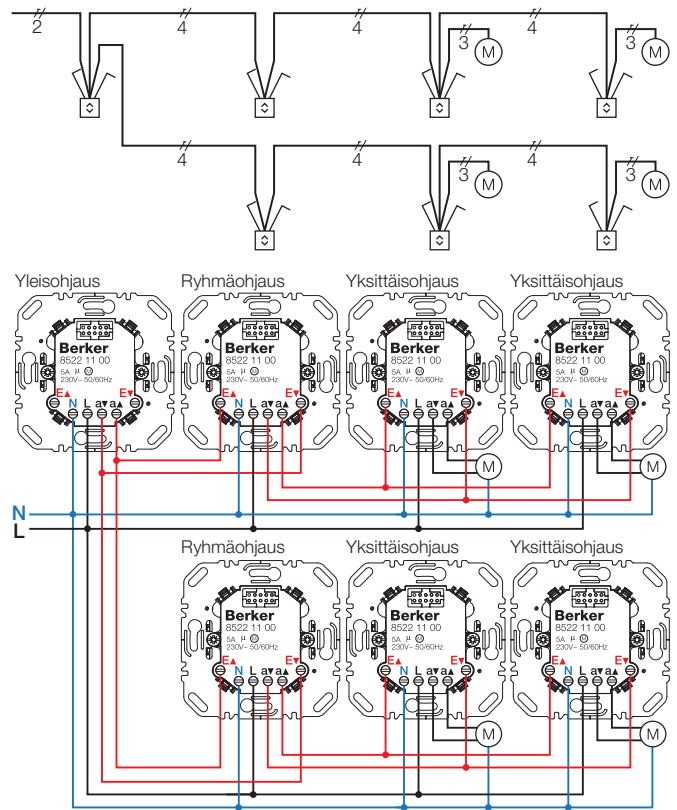 2 4 4 3 M 4 3 M
4 4 3 M 4 3 M
Yleisohjaus Ryhmäohjaus Yksittäisohjaus Yksittäisohjaus
Berker Berker Berker Berker
8522 11 00 8522 11 00 8522 11 00 8522 11 00
5A µ M 5A µ M 5A µ M 5A µ M
230V~ 50/60Hz 230V~ 50/60Hz 230V~ 50/60Hz 230V~ 50/60Hz
E▲ E▼ E▲ E▼ E▲ E▼ E▲ E▼
N L a▼a▲ N L a▼a▲ N L a▼a▲ N L a▼a▲
M M
N
L
Ryhmäohjaus Yksittäisohjaus Yksittäisohjaus
Berker Berker Berker
8522 11 00 8522 11 00 8522 11 00
5A µ M 5A µ M 5A µ M
230V~ 50/60Hz 230V~ 50/60Hz 230V~ 50/60Hz
E▲ E▼ E▲ E▼ E▲ E▼
N L a▼a▲ N L a▼a▲ N L a▼a▲
M M